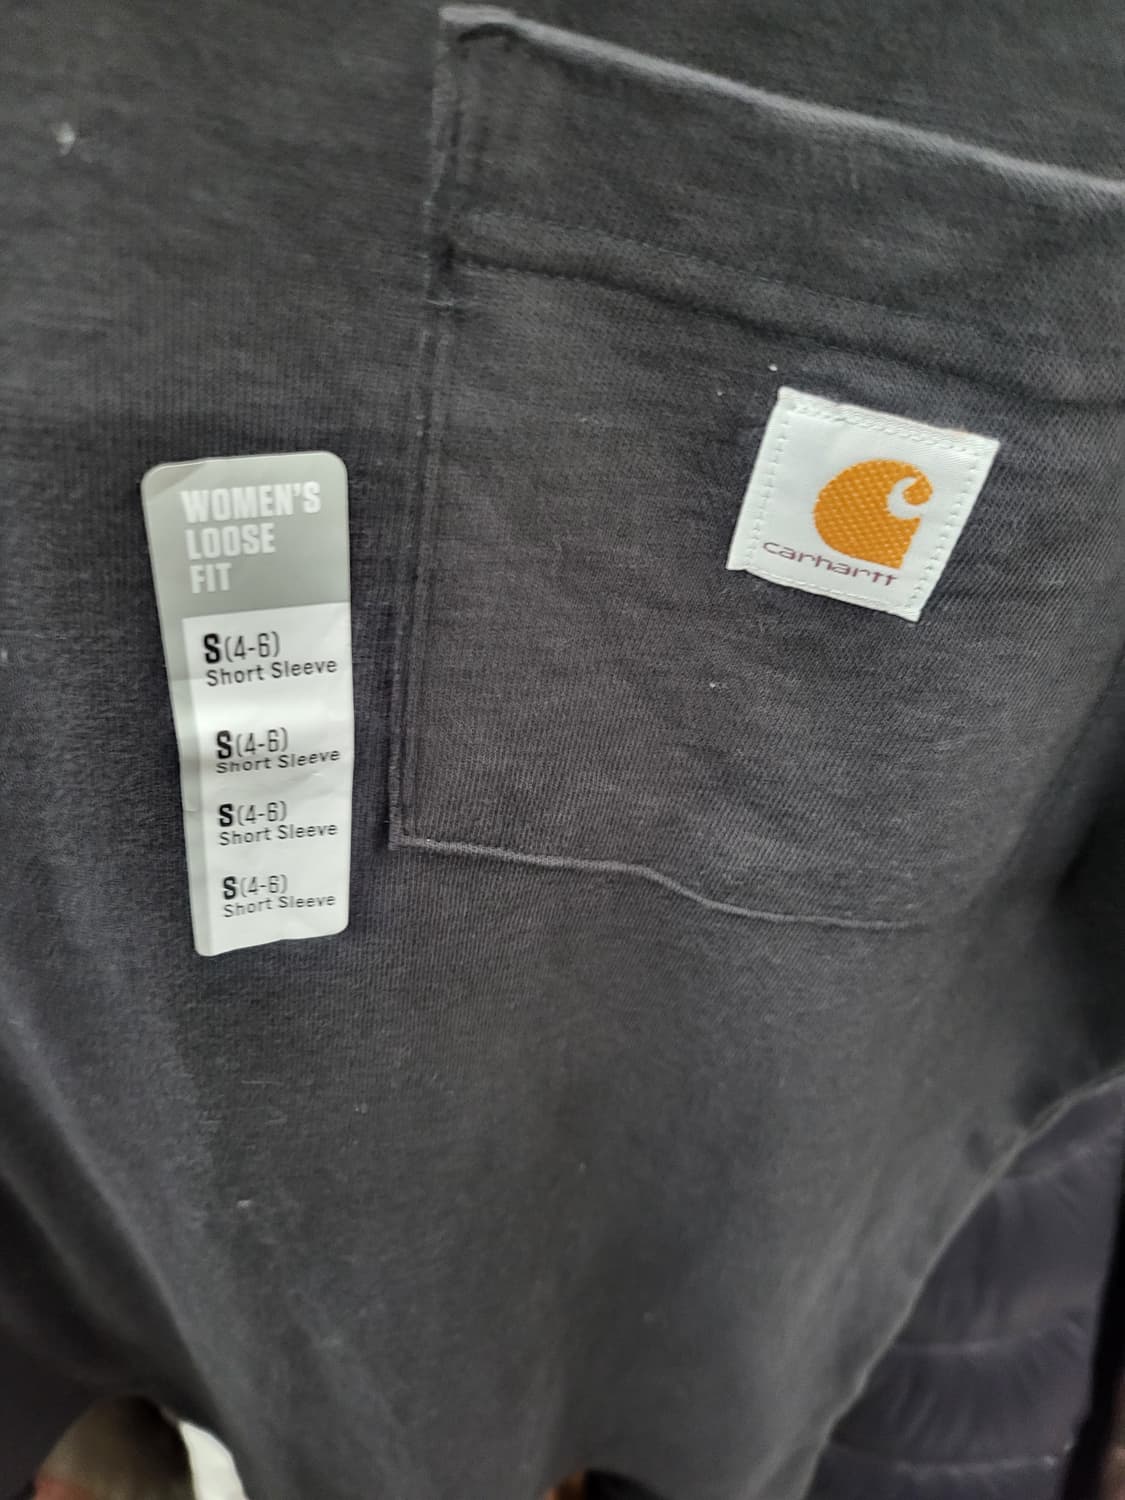 WOMEN'S
LOOSE
FIT
S(4-6)
Short Sleeve
S(4-6)
Short Sleeve
S(4-6)
Short Sleeve
S(4-6)
Short Sleeve
carhartt